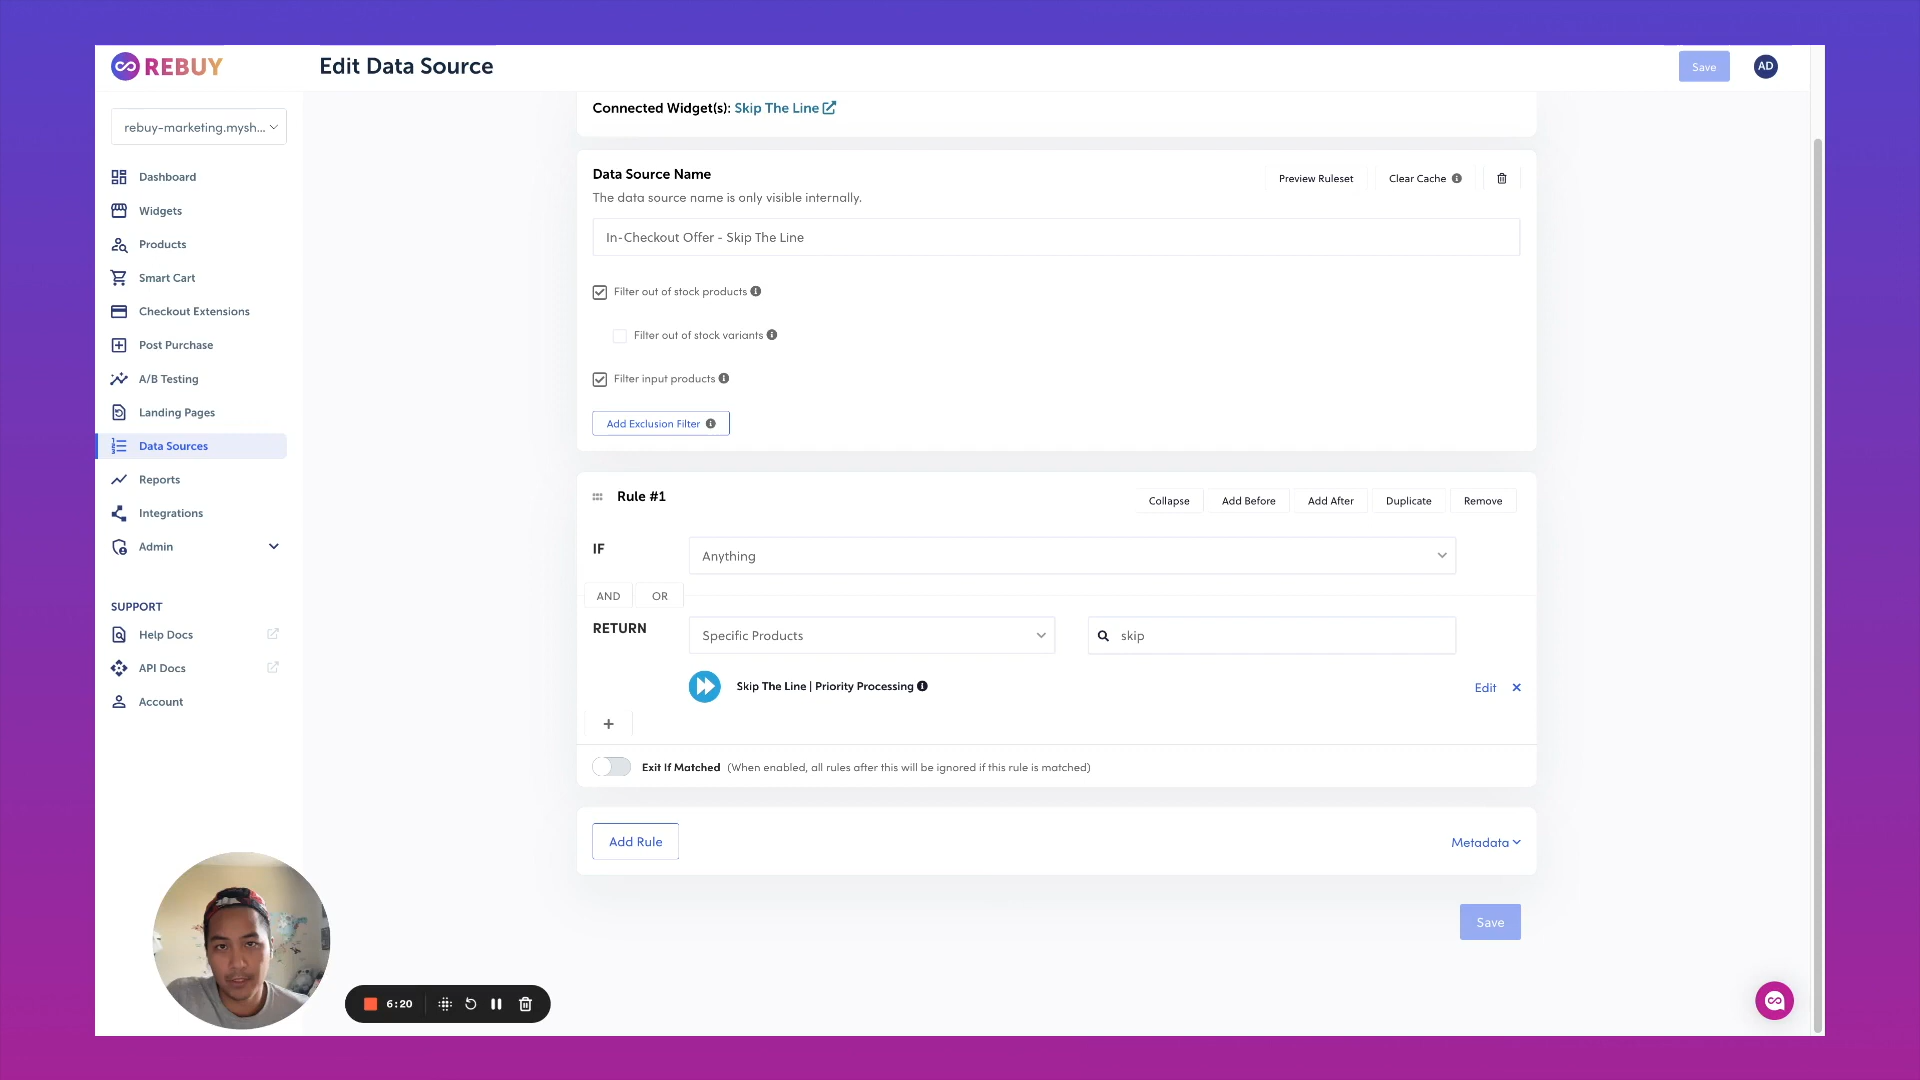 REBUY
Edit Data Source
Save
AD
rebuy-marketing.mysh...
Connected Widget(s): Skip The Line
Dashboard
Widgets
Products
Smart Cart
Checkout Extensions
Post Purchase
A/B Testing
Landing Pages
Data Sources
Reports
Integrations
Admin
SUPPORT
Help Docs
API Docs
Account
Data Source Name
Preview Ruleset
Clear Cache
The data source name is only visible internally.
In-Checkout Offer - Skip The Line
Filter out of stock products
Filter out of stock variants
Filter input products
Add Exclusion Filter
Rule #1
Collapse
Add Before
Add After
Duplicate
Remove
IF
Anything
AND
OR
RETURN
Specific Products
skip
Skip The Line | Priority Processing
Edit
+
Exit If Matched (When enabled, all rules after this will be ignored if this rule is matched)
Add Rule
Metadata
Save
6:20